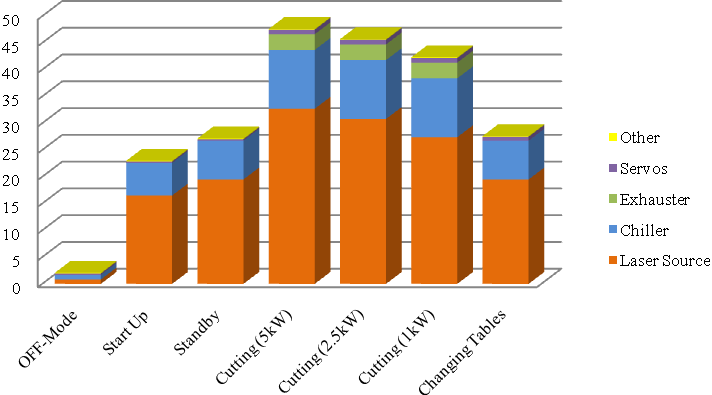 50
45
40
35
30
25
20
15
10
5
0
OFF-Mode
Start Up
Standby
Cutting (5kW)
Cutting (2.5kW)
Cutting (1kW)
Changing Tables
Other
Servos
Exhauster
Chiller
Laser Source